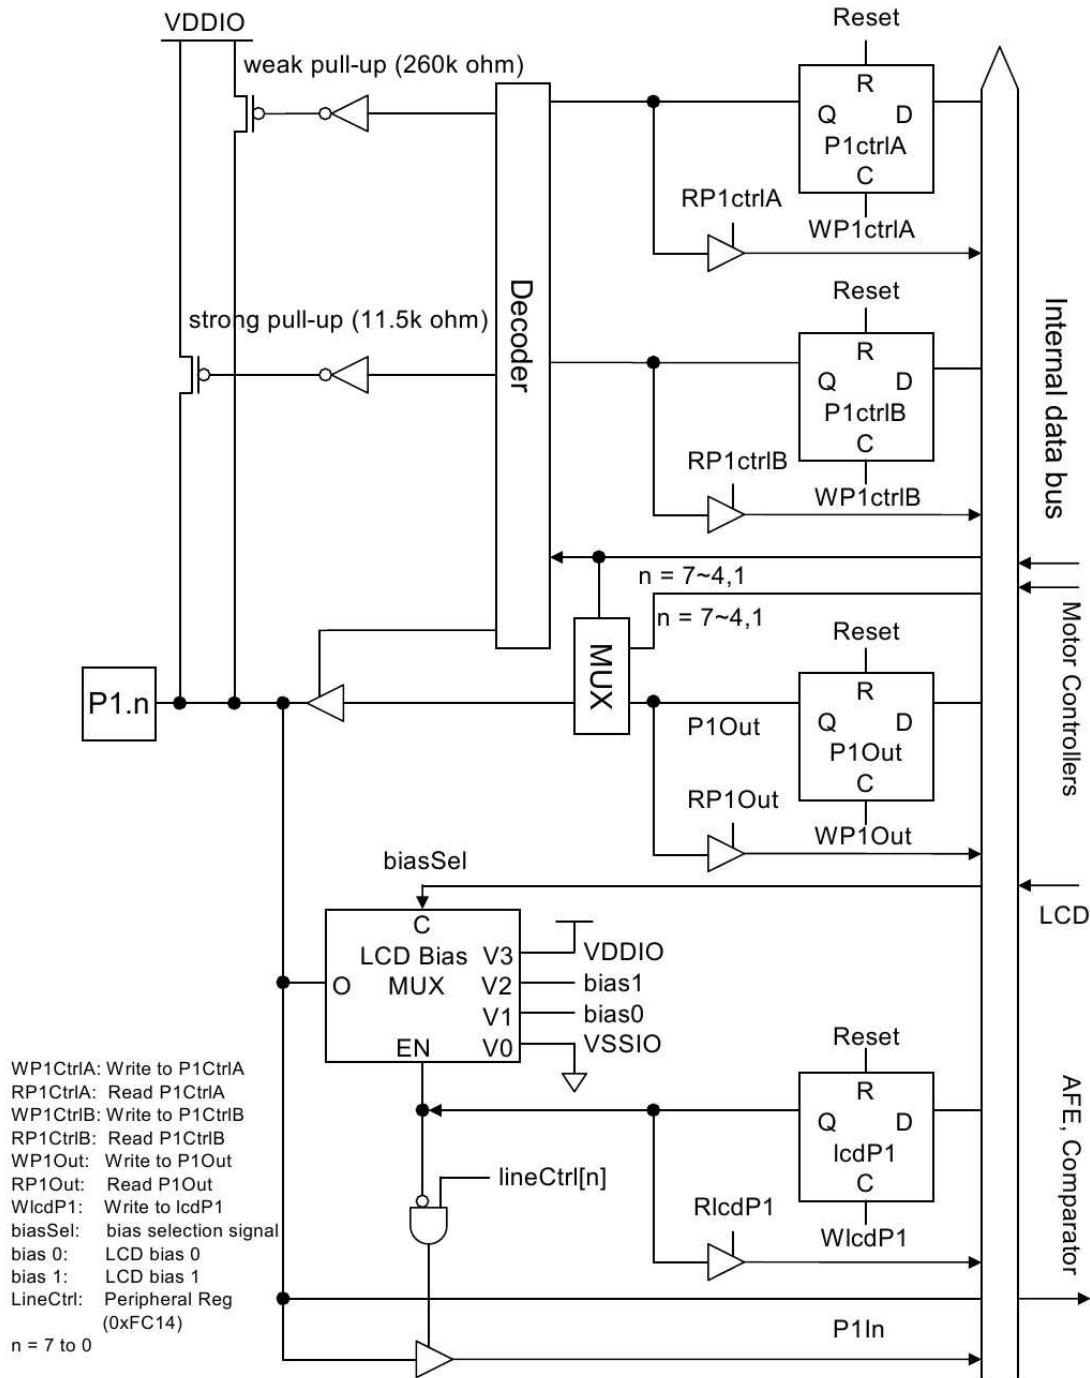 VDDIO
weak pull-up (260k ohm)
Reset
R
Q D
P1ctrlA
C
RP1ctrlA
WP1ctrlA
Decoder
strong pull-up (11.5k ohm)
Reset
R
Q D
P1ctrlB
C
RP1ctrlB
WP1ctrlB
Internal data bus
n = 7~4,1
n = 7~4,1
MUX
Motor Controllers
P1.n
Reset
R
Q D
P1Out
P1Out
C
RP1Out
WP1Out
biasSel
LCD
C
LCD Bias V3
VDDIO
O MUX V2
bias1
V1
bias0
EN V0
VSSIO
Reset
R
Q D
lcdP1
C
lineCtrl[n]
RlcdP1
WlcdP1
AFE, Comparator
P1In
WP1CtrlA: Write to P1CtrlA
RP1CtrlA: Read P1CtrlA
WP1CtrlB: Write to P1CtrlB
RP1CtrlB: Read P1CtrlB
WP1Out: Write to P1Out
RP1Out: Read P1Out
WlcdP1: Write to lcdP1
biasSel: bias selection signal
bias 0: LCD bias 0
bias 1: LCD bias 1
LineCtrl: Peripheral Reg
(0xFC14)
n = 7 to 0